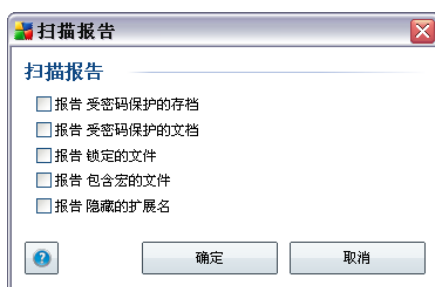 扫描报告
扫描报告
报告 受密码保护的存档
报告 受密码保护的文档
报告 锁定的文件
报告 包含宏的文件
报告 隐藏的扩展名
确定
取消